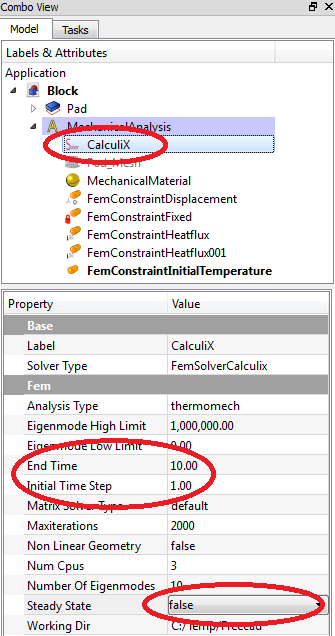 Combo View
Model
Tasks
Labels & Attributes
Application
Block
Pad
MechanicalAnalysis
CalculiX
Pad_Mesh
MechanicalMaterial
FemConstraintDisplacement
FemConstraintFixed
FemConstraintHeatflux
FemConstraintHeatflux001
FemConstraintInitialTemperature
Property Value
Base
Label CalculiX
Solver Type FemSolverCalculix
Fem
Analysis Type thermomech
Eigenmode High Limit 1,000,000.00
Eigenmode Low Limit 0.00
End Time 10.00
Initial Time Step 1.00
Matrix Solver Type default
Maxiterations 2000
Non Linear Geometry false
Num Cpus 3
Number Of Eigenmodes 10
Steady State false
Working Dir C:/Temp/FreeCad